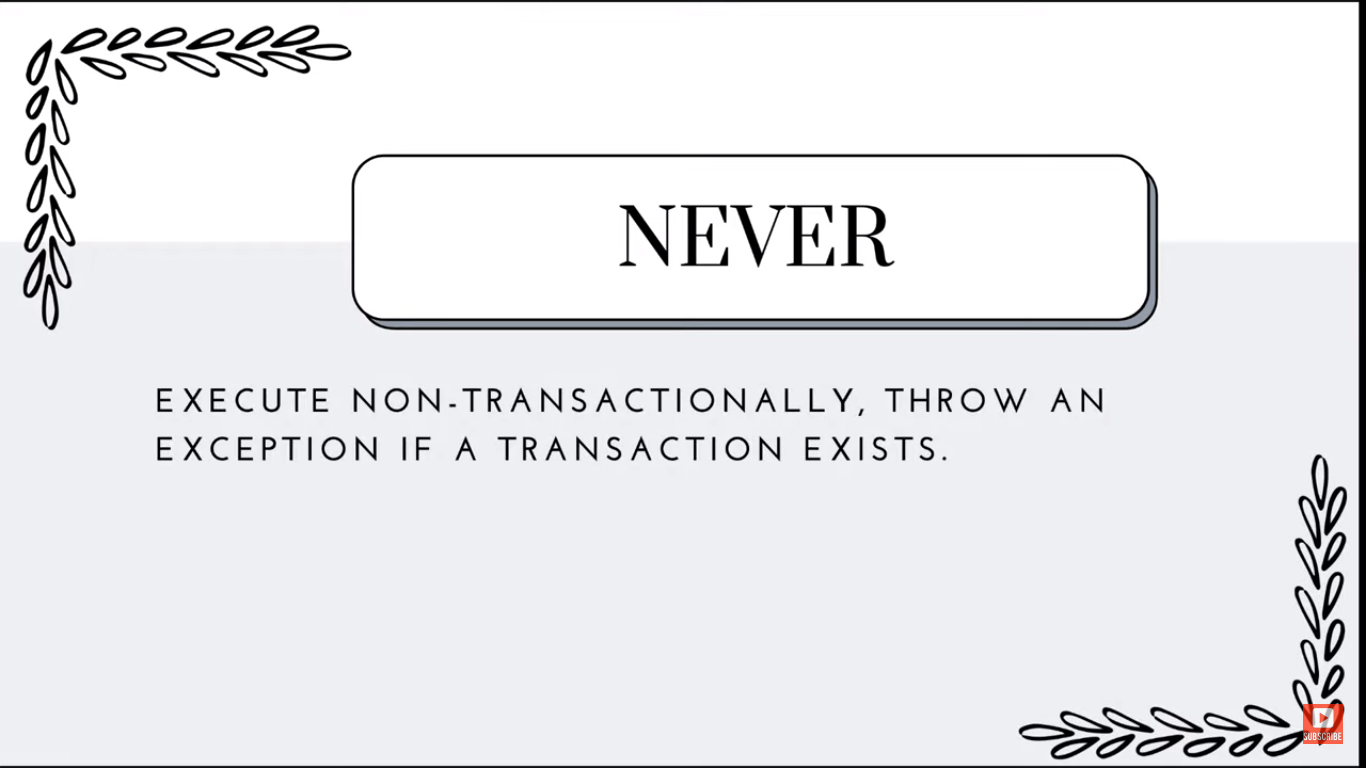 NEVER
EXECUTE NON-TRANSACTIONALLY, THROW AN
EXCEPTION IF A TRANSACTION EXISTS.
SUBSCRIBE